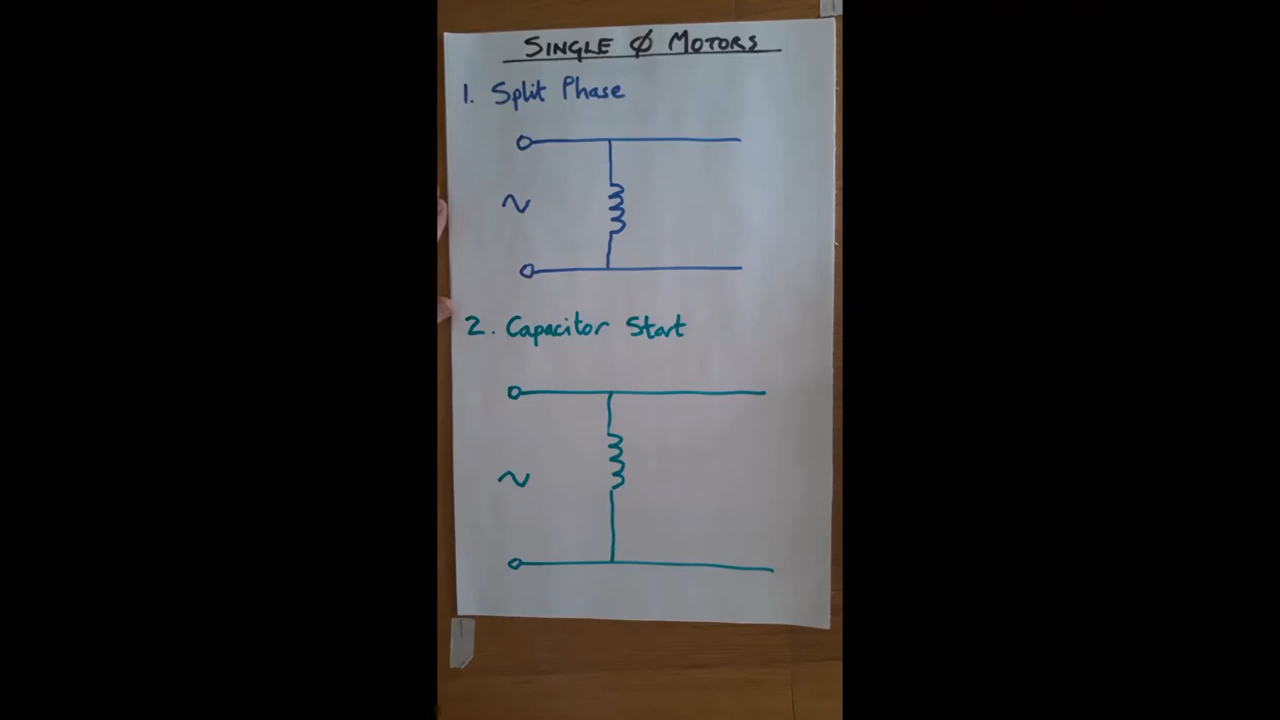 SINGLE Ø MOTORS
1. Split Phase
~
2. Capacitor Start
~